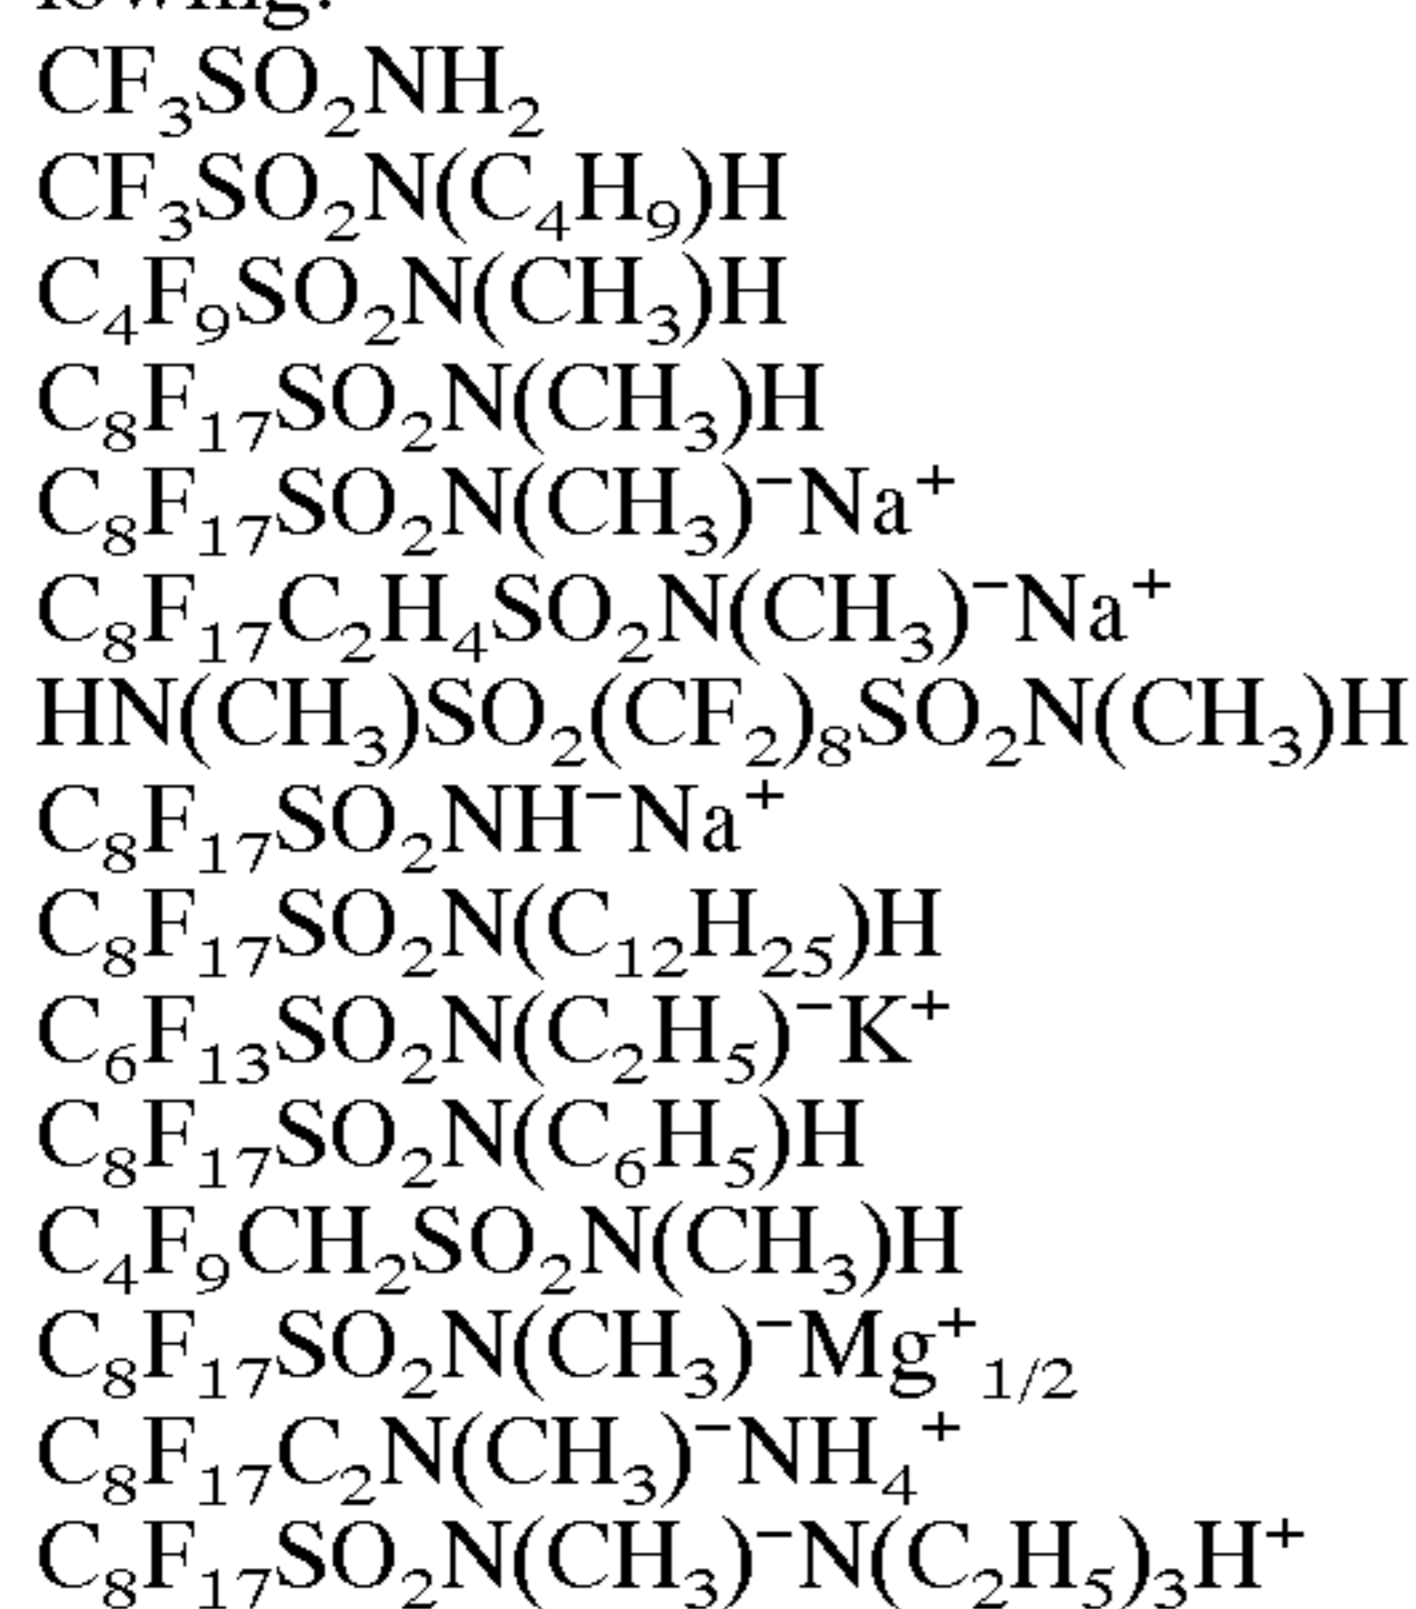 lowing:
CF₃SO₂NH₂
CF₃SO₂N(C₄H₉)H
C₄F₉SO₂N(CH₃)H
C₈F₁₇SO₂N(CH₃)H
C₈F₁₇SO₂N(CH₃)⁻Na⁺
C₈F₁₇C₂H₄SO₂N(CH₃)⁻Na⁺
HN(CH₃)SO₂(CF₂)₈SO₂N(CH₃)H
C₈F₁₇SO₂NH⁻Na⁺
C₈F₁₇SO₂N(C₁₂H₂₅)H
C₆F₁₃SO₂N(C₂H₅)⁻K⁺
C₈F₁₇SO₂N(C₆H₅)H
C₄F₉CH₂SO₂N(CH₃)H
C₈F₁₇SO₂N(CH₃)⁻Mg⁺₁/₂
C₈F₁₇C₂N(CH₃)⁻NH₄⁺
C₈F₁₇SO₂N(CH₃)⁻N(C₂H₅)₃H⁺